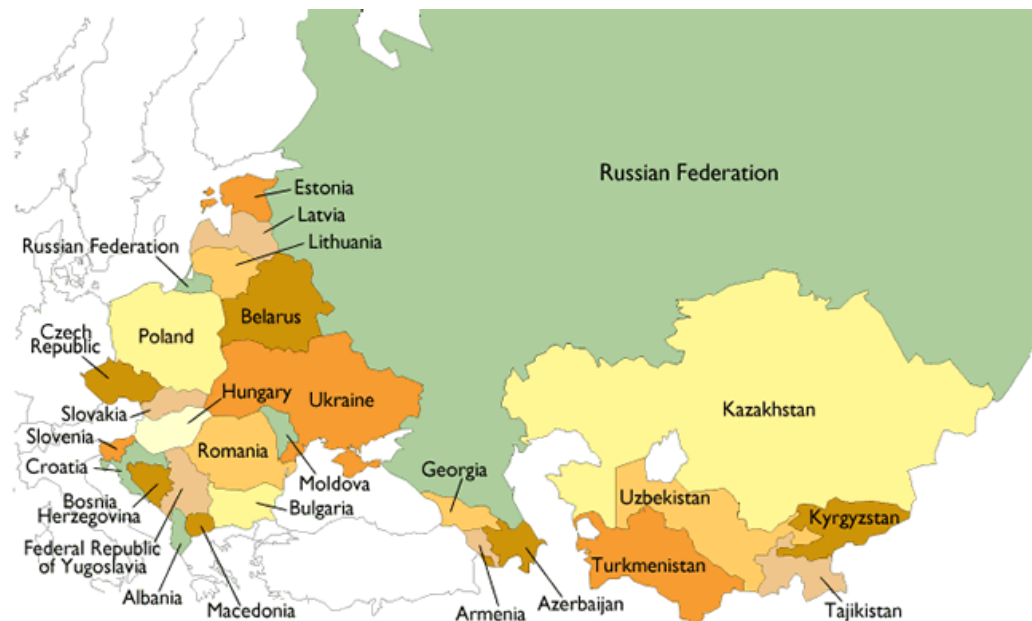 Russian Federation
Estonia
Latvia
Lithuania
Russian Federation
Belarus
Poland
Czech
Republic
Hungary
Ukraine
Slovakia
Kazakhstan
Slovenia
Romania
Croatia
Georgia
Moldova
Uzbekistan
Bosnia
Herzegovina
Bulgaria
Kyrgyzstan
Federal Republic
of Yugoslavia
Turkmenistan
Albania
Macedonia
Armenia
Azerbaijan
Tajikistan